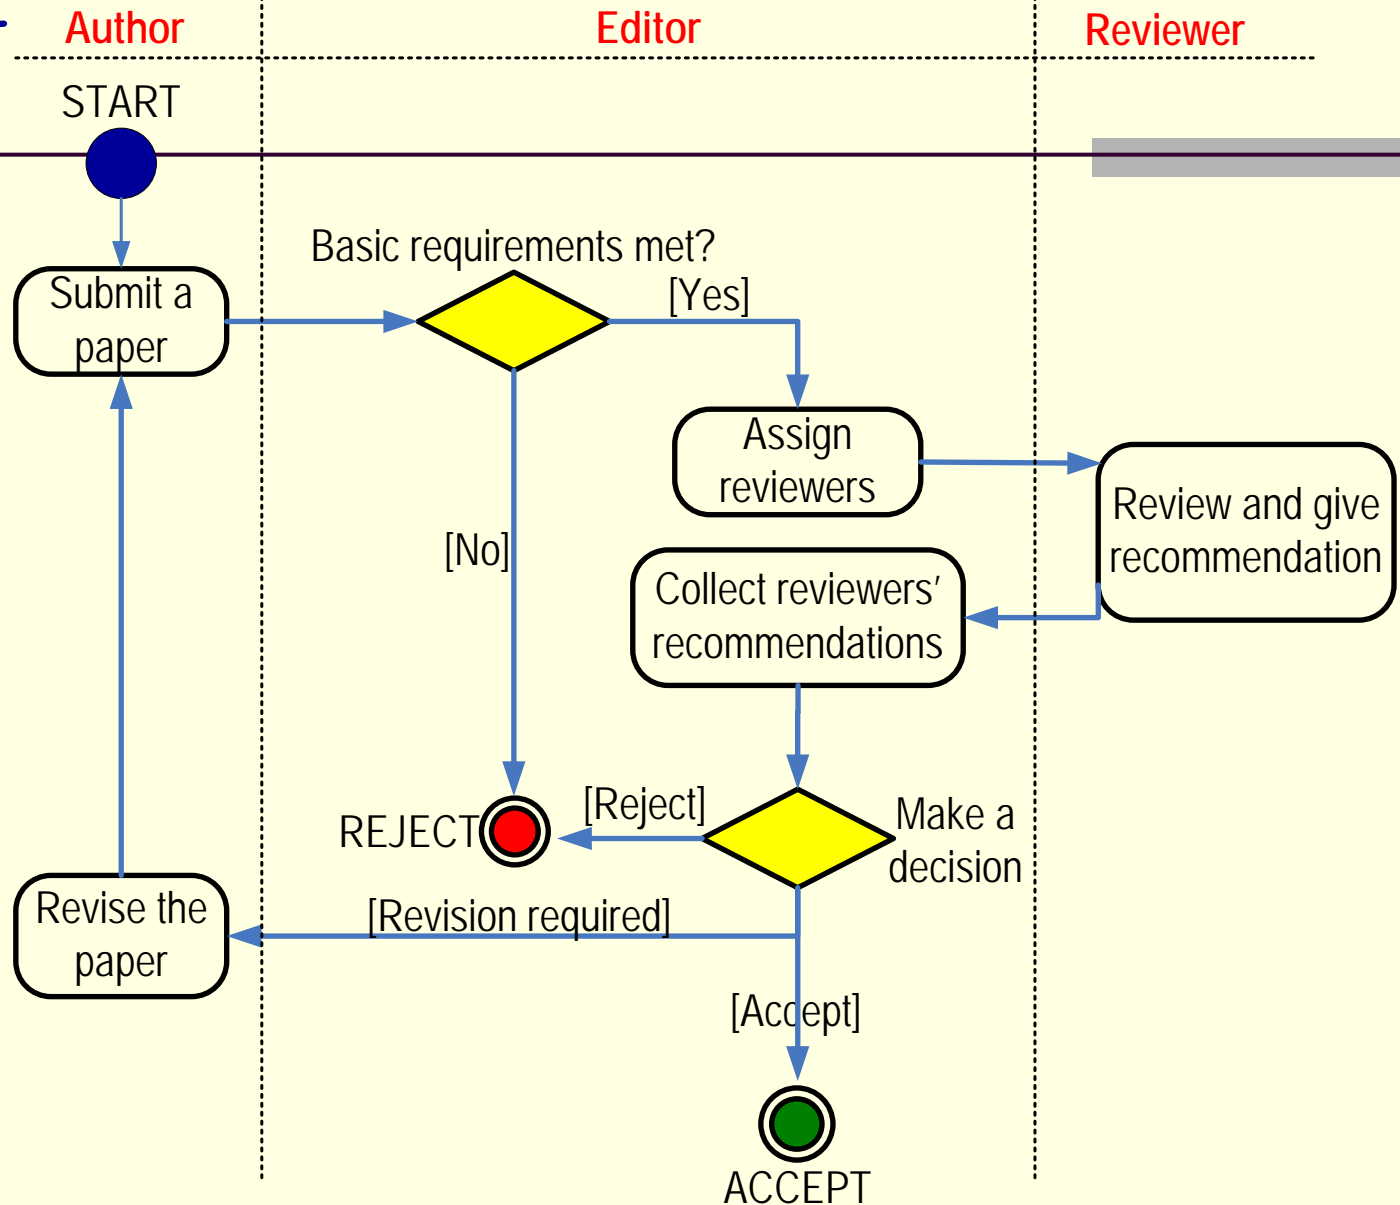 Author
Editor
Reviewer
START
Basic requirements met?
[Yes]
Submit a
paper
Assign
reviewers
Review and give
recommendation
[No]
Collect reviewers'
recommendations
[Reject]
Make a
decision
REJECT
Revise the
paper
[Revision required]
[Accept]
ACCEPT